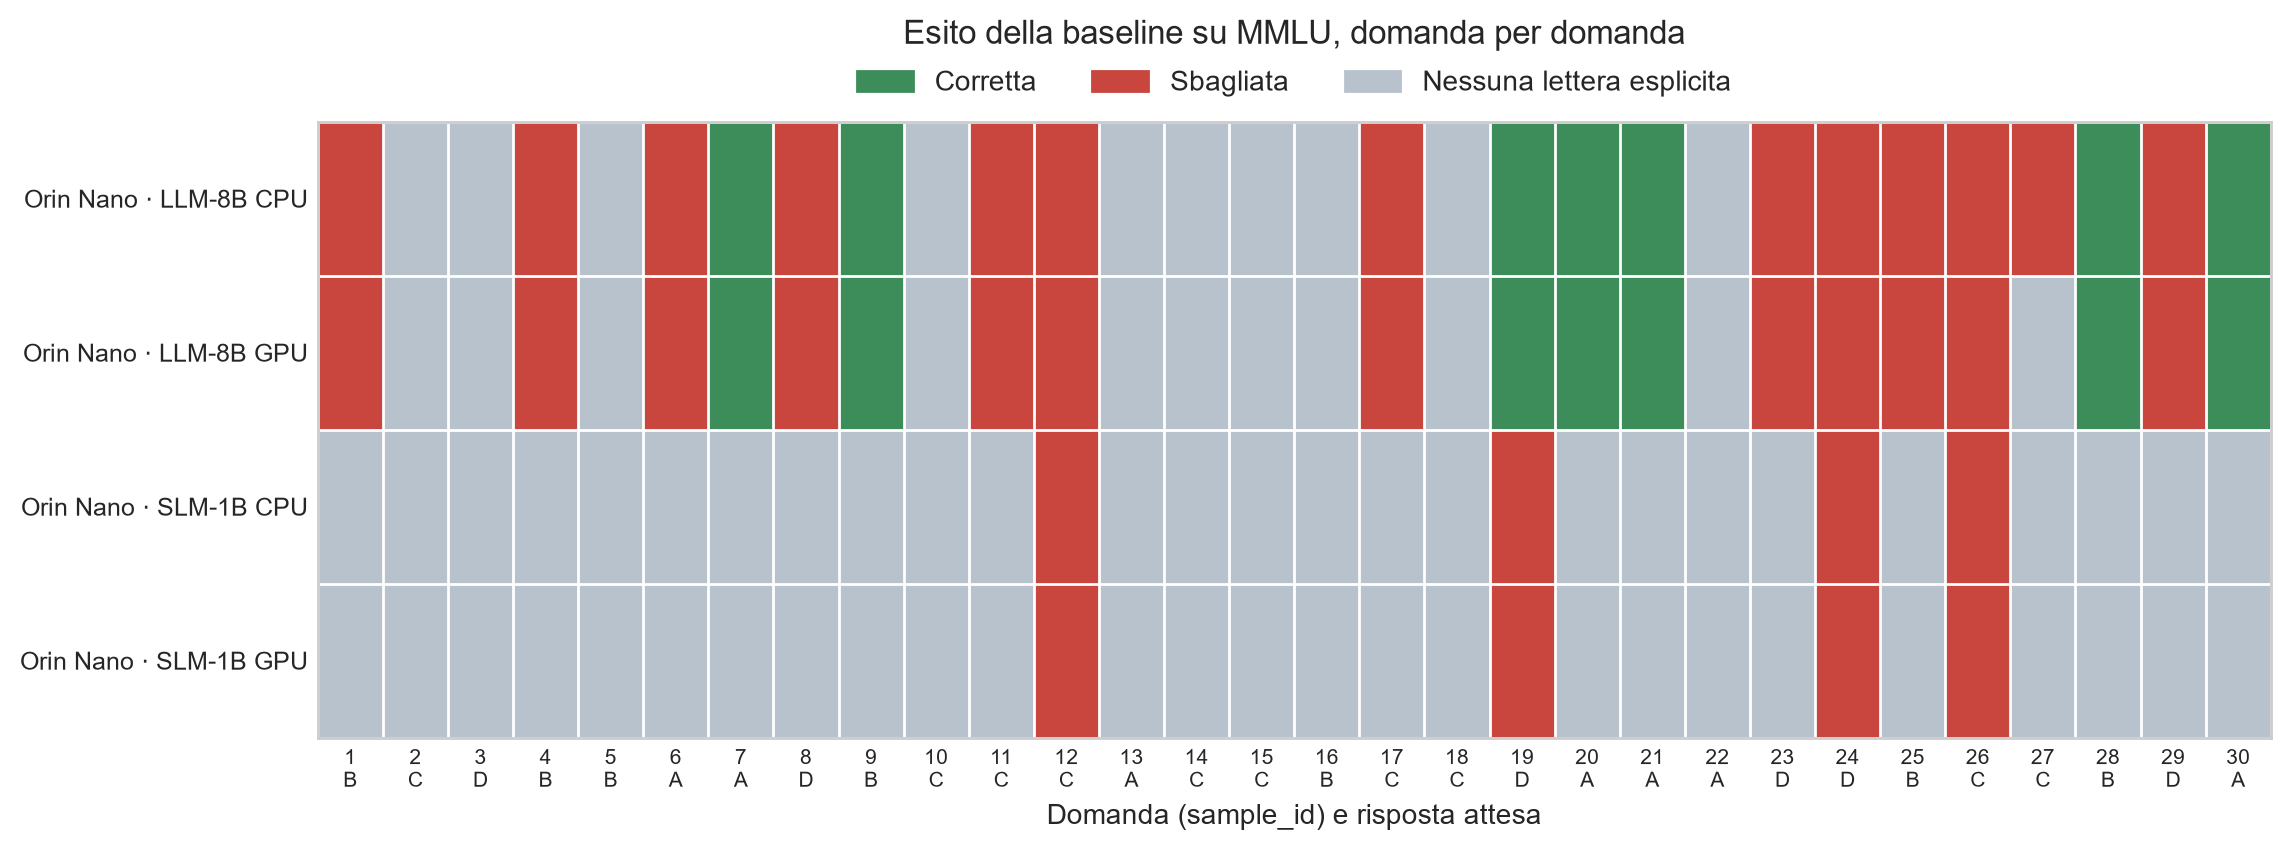 Esito della baseline su MMLU, domanda per domanda
Corretta Sbagliata Nessuna lettera esplicita
Orin Nano · LLM-8B CPU
Orin Nano · LLM-8B GPU
Orin Nano · SLM-1B CPU
Orin Nano · SLM-1B GPU
1 2 3 4 5 6 7 8 9 10 11 12 13 14 15 16 17 18 19 20 21 22 23 24 25 26 27 28 29 30
B C D B B A A D B C C C A C C B C C D A A A D D B C C B D A
Domanda (sample_id) e risposta attesa